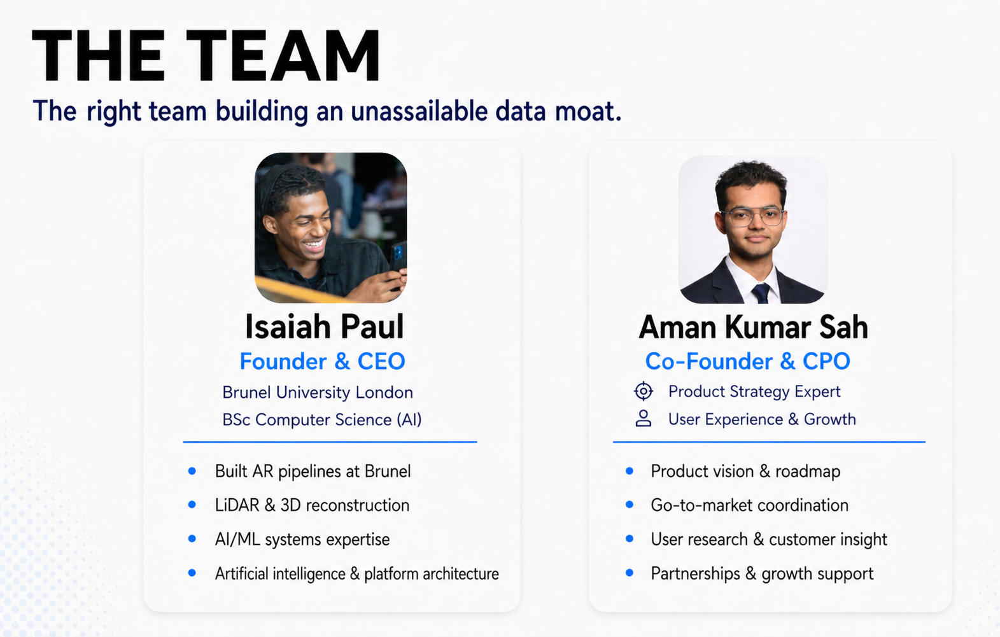 THE TEAM
The right team building an unassailable data moat.
Isaiah Paul
Founder & CEO
Brunel University London
BSc Computer Science (AI)
Built AR pipelines at Brunel
LiDAR & 3D reconstruction
AI/ML systems expertise
Artificial intelligence & platform architecture
Aman Kumar Sah
Co-Founder & CPO
Product Strategy Expert
User Experience & Growth
Product vision & roadmap
Go-to-market coordination
User research & customer insight
Partnerships & growth support